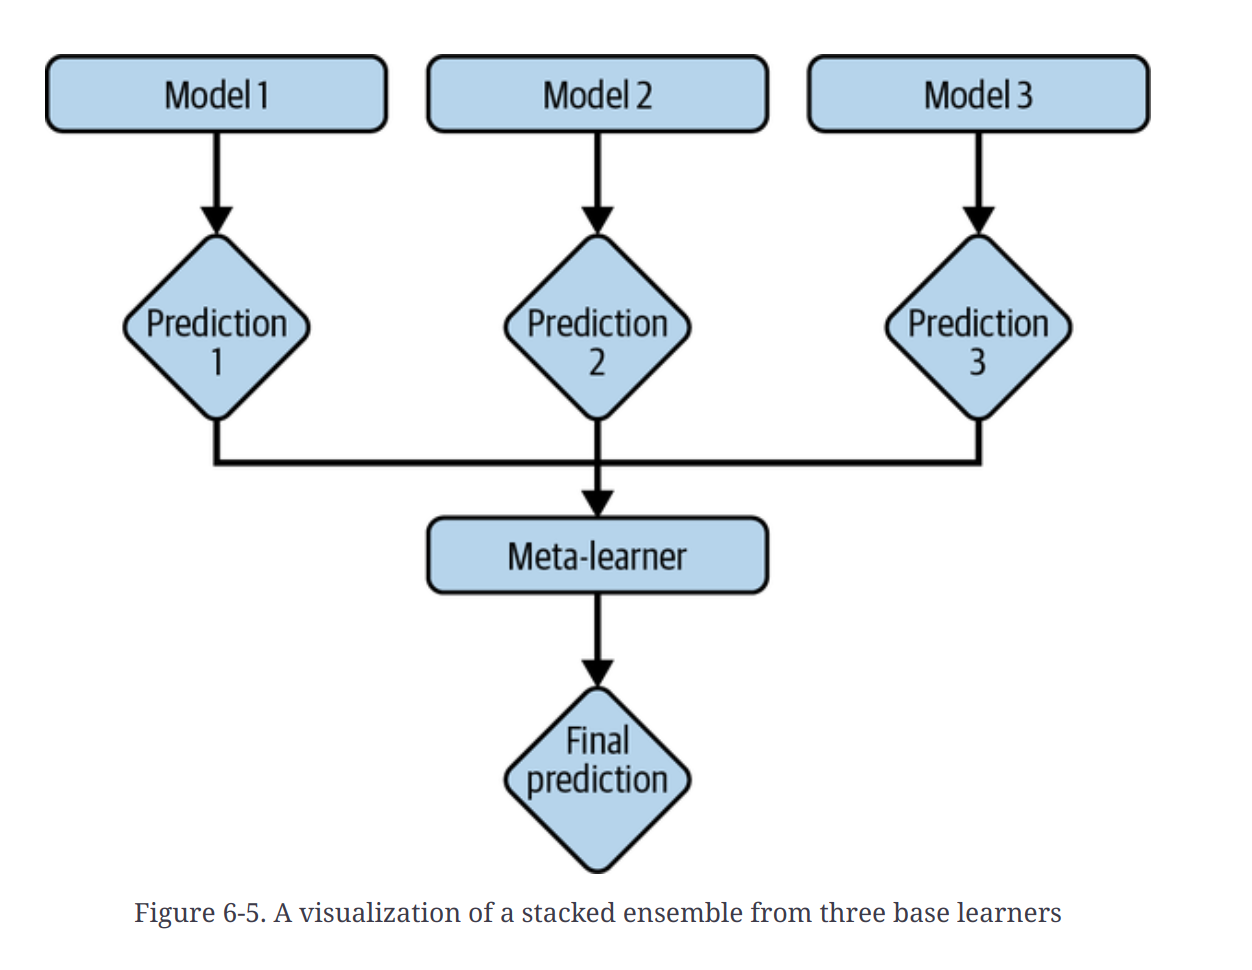 Model 1
Model 2
Model 3
Prediction
1
Prediction
2
Prediction
3
Meta-learner
Final
prediction
Figure 6-5. A visualization of a stacked ensemble from three base learners